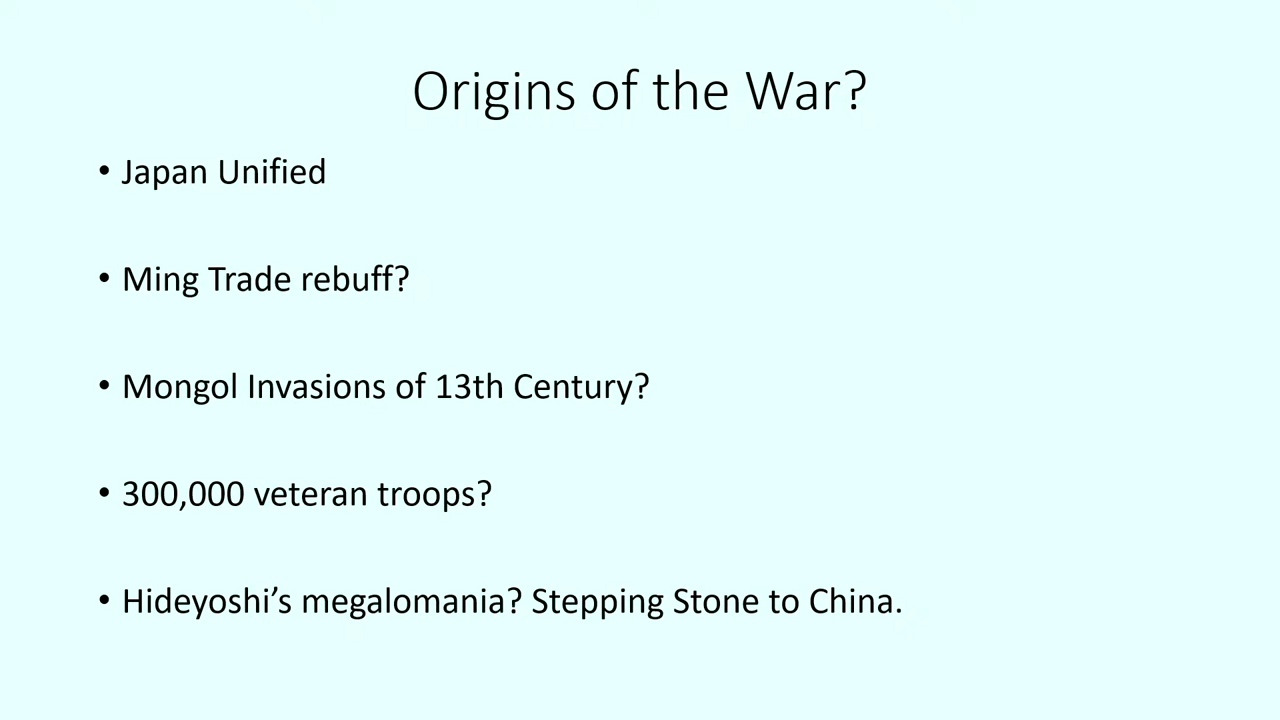 Origins of the War?
• Japan Unified
• Ming Trade rebuff?
• Mongol Invasions of 13th Century?
• 300,000 veteran troops?
• Hideyoshi’s megalomania? Stepping Stone to China.